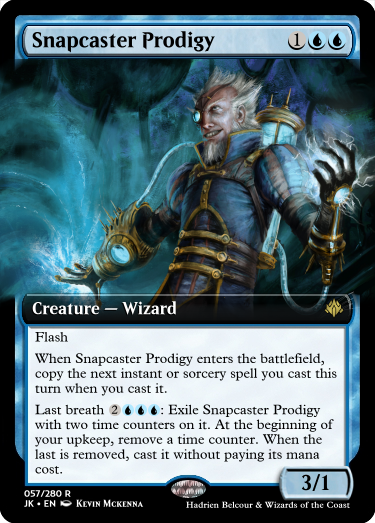 Snapcaster Prodigy 1UU
Creature — Wizard
Flash
When Snapcaster Prodigy enters the battlefield,
copy the next instant or sorcery spell you cast this
turn when you cast it.
Last breath 2UUU: Exile Snapcaster Prodigy
with two time counters on it. At the beginning of
your upkeep, remove a time counter. When the
last is removed, cast it without paying its mana
cost.
3/1
057/280 R
JK • EN Kevin Mckenna
Hadrien Belcour & Wizards of the Coast